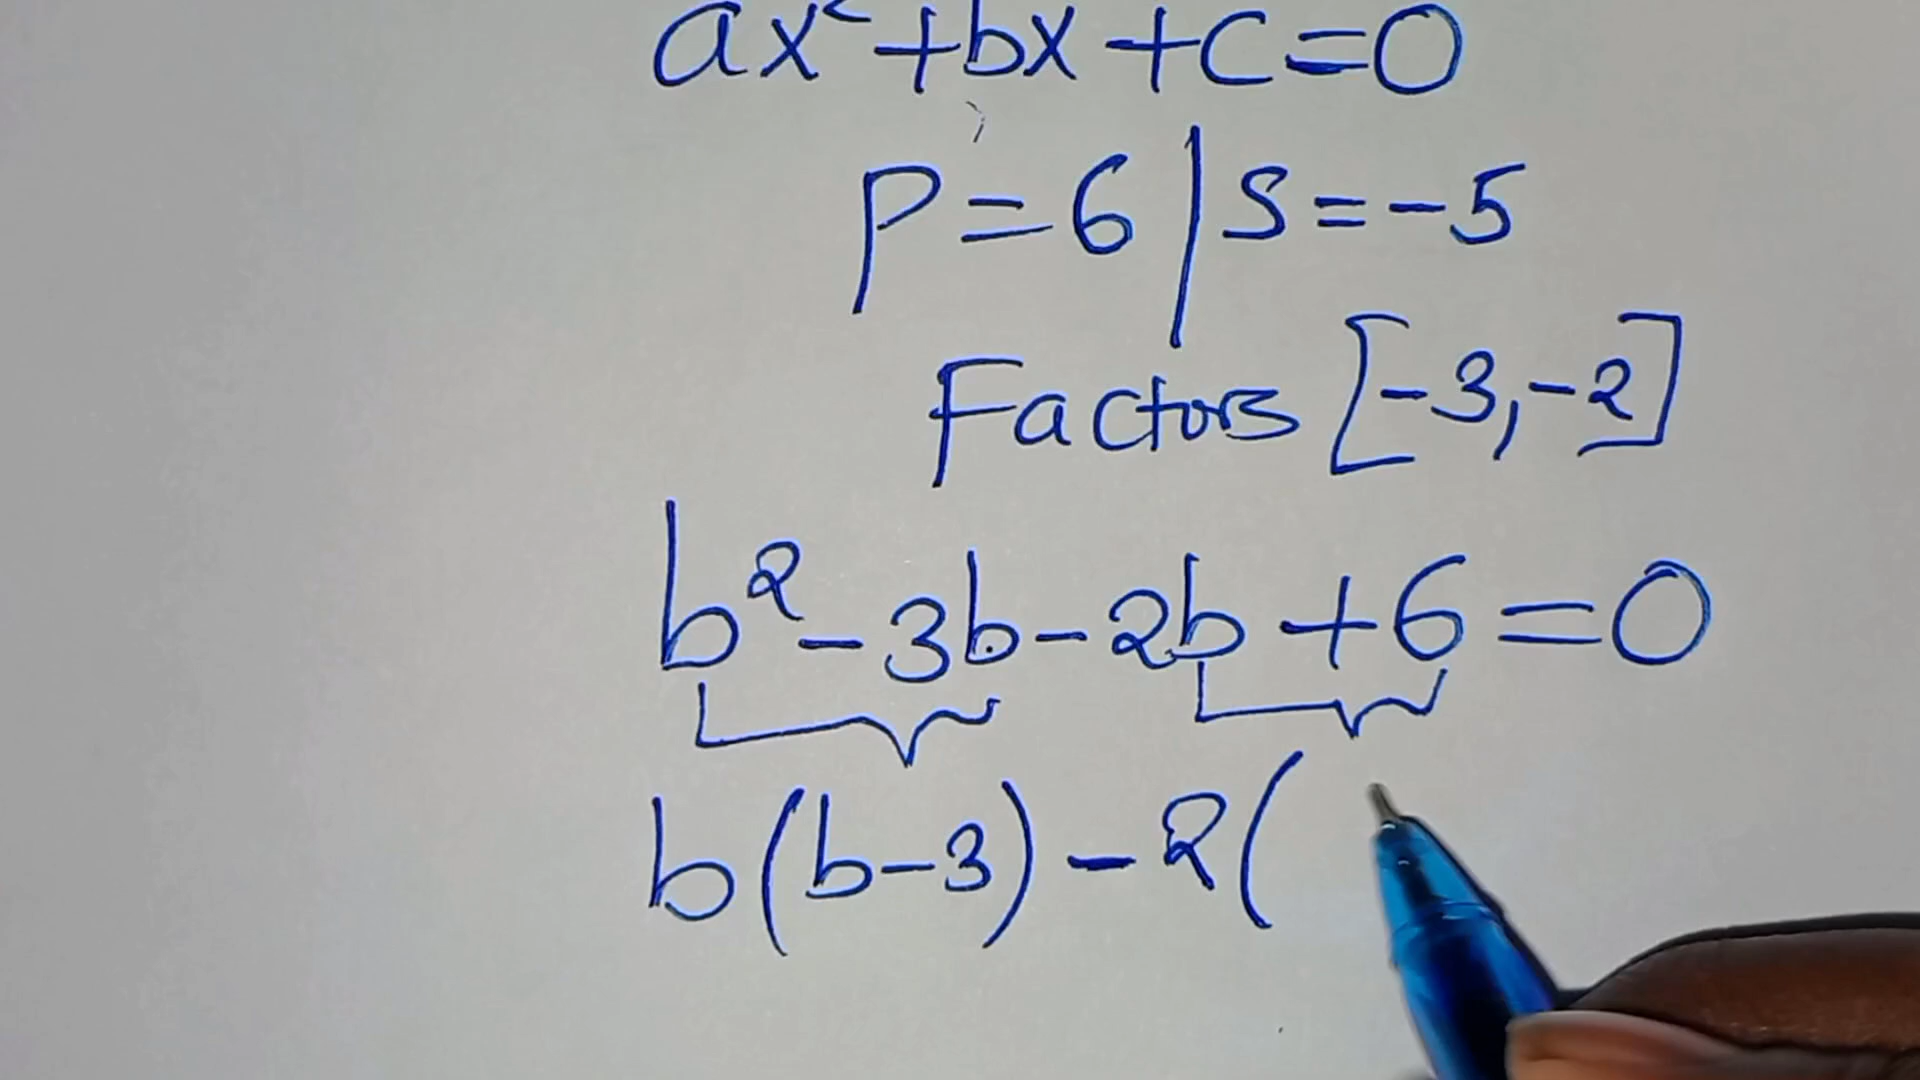 ax²+bx+c=0
P=6|S=-5
Factors [-3,-2]
b²-3b-2b+6=0
b(b-3)-2(